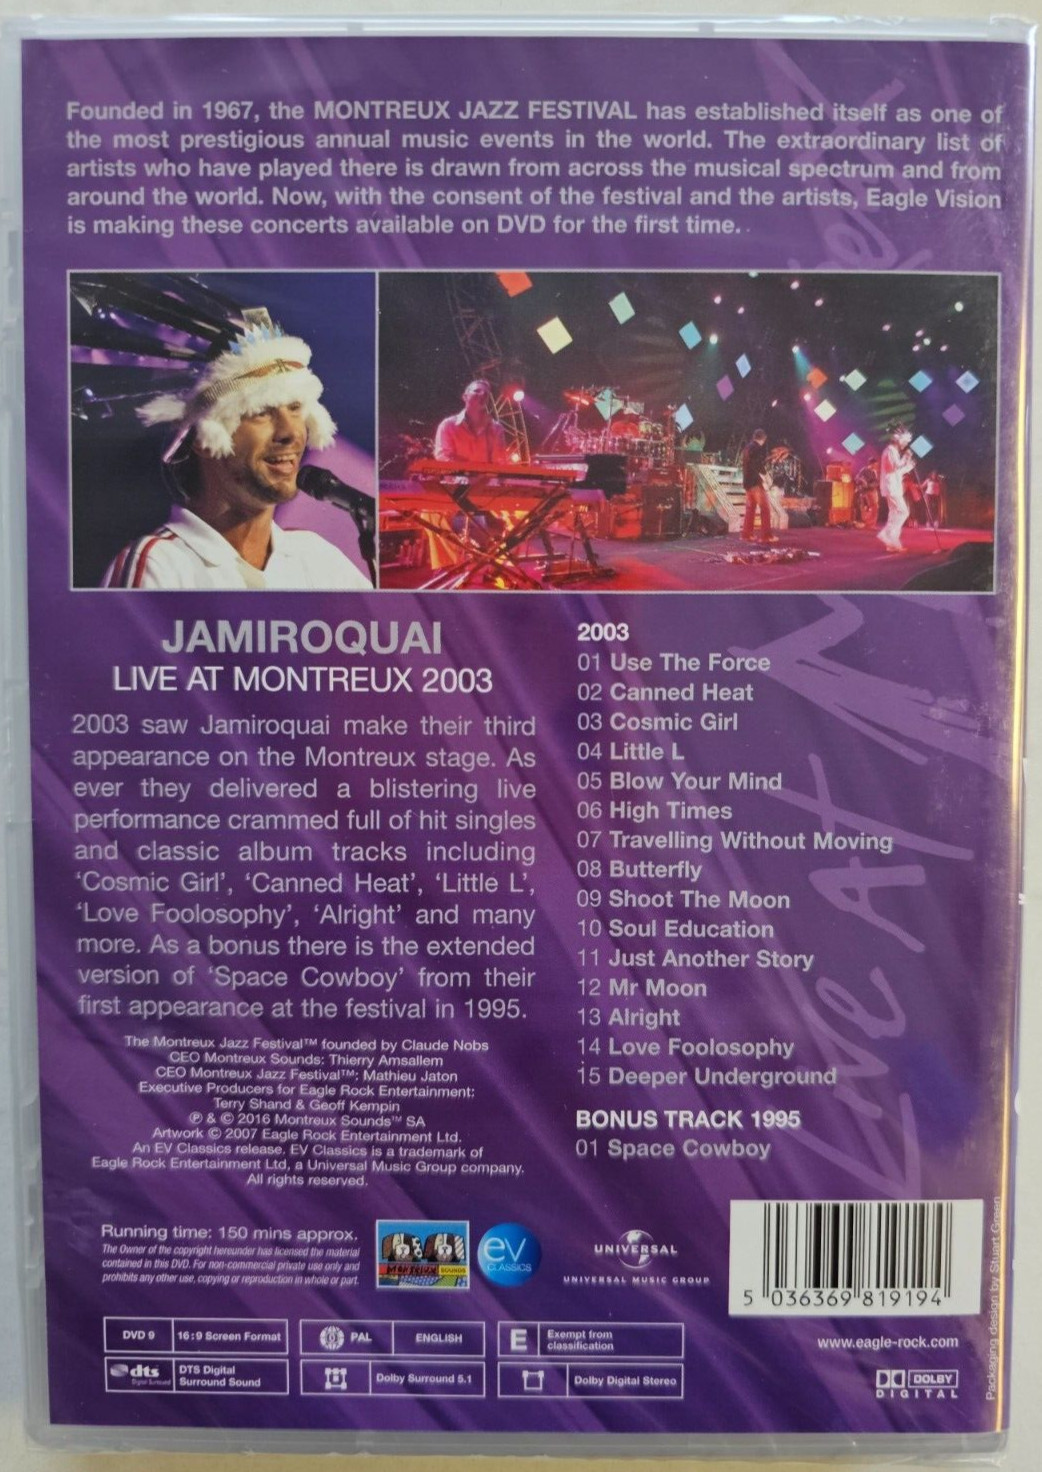 Founded in 1967, the MONTREUX JAZZ FESTIVAL has established itself as one of
the most prestigious annual music events in the world. The extraordinary list of
artists who have played there is drawn from across the musical spectrum and from
around the world. Now, with the consent of the festival and the artists, Eagle Vision
is making these concerts available on DVD for the first time.
JAMIROQUAI
LIVE AT MONTREUX 2003
2003 saw Jamiroquai make their third
appearance on the Montreux stage. As
ever they delivered a blistering live
performance crammed full of hit singles
and classic album tracks including
‘Cosmic Girl’, ‘Canned Heat’, ‘Little L’,
‘Love Foolosophy’, ‘Alright’ and many
more. As a bonus there is the extended
version of ‘Space Cowboy’ from their
first appearance at the festival in 1995.
The Montreux Jazz Festival™ founded by Claude Nobs
CEO Montreux Sounds: Thierry Amsallem
CEO Montreux Jazz Festival™: Mathieu Jaton
Executive Producers for Eagle Rock Entertainment:
Terry Shand & Geoff Kempin
℗ & © 2016 Montreux Sounds™ SA
Artwork © 2007 Eagle Rock Entertainment Ltd.
An EV Classics release. EV Classics is a trademark of
Eagle Rock Entertainment Ltd, a Universal Music Group company.
All rights reserved.
2003
01 Use The Force
02 Canned Heat
03 Cosmic Girl
04 Little L
05 Blow Your Mind
06 High Times
07 Travelling Without Moving
08 Butterfly
09 Shoot The Moon
10 Soul Education
11 Just Another Story
12 Mr Moon
13 Alright
14 Love Foolosophy
15 Deeper Underground
BONUS TRACK 1995
01 Space Cowboy
Live At M
Running time: 150 mins approx.
The Owner of the copyright hereunder has licensed the material
contained in this DVD. For non-commercial private use only and
prohibits any other use, copying or reproduction in whole or part.
MONTREUX SOUNDS
ev CLASSICS
UNIVERSAL
UNIVERSAL MUSIC GROUP
5 036369 819194
Packaging design by Stuart Green
DVD 9
16:9 Screen Format
PAL
ENGLISH
E
Exempt from
classification
www.eagle-rock.com
dts
Digital Surround
DTS Digital
Surround Sound
Dolby Surround 5.1
Dolby Digital Stereo
DOLBY
DIGITAL